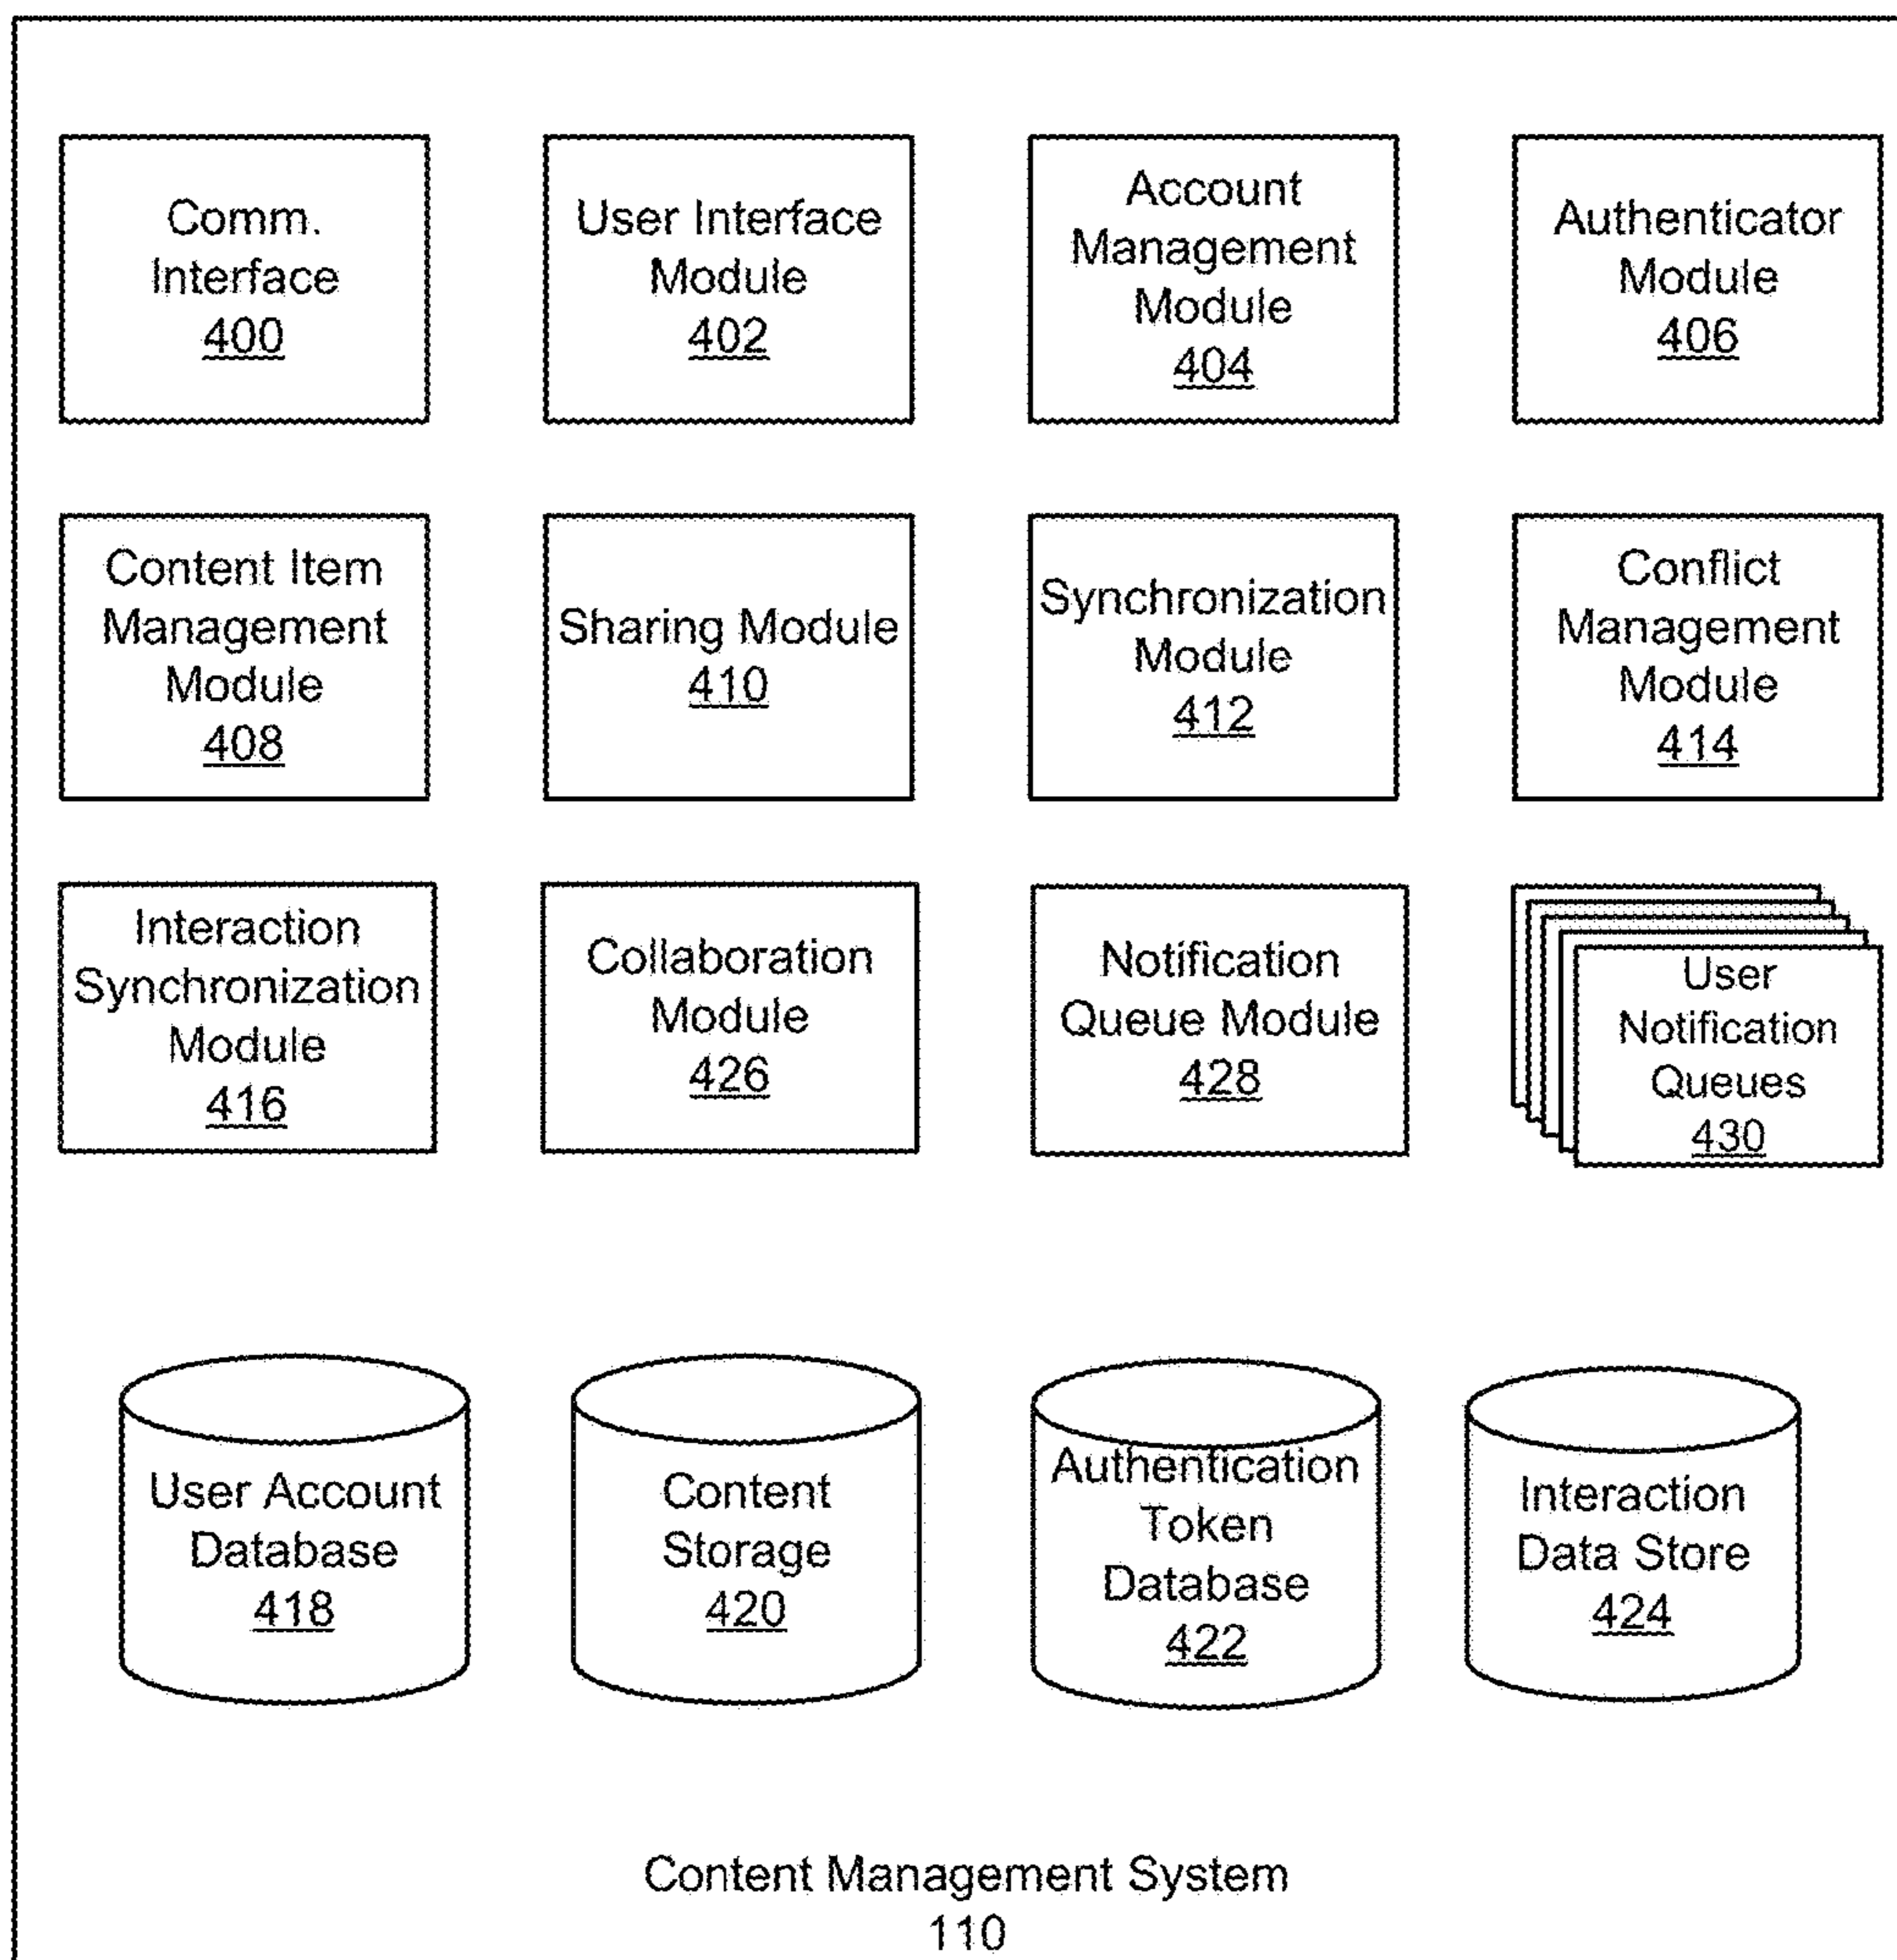 Comm.
Interface
400
User Interface
Module
402
Account
Management
Module
404
Authenticator
Module
406
Content Item
Management
Module
408
Sharing Module
410
Synchronization
Module
412
Conflict
Management
Module
414
Interaction
Synchronization
Module
416
Collaboration
Module
426
Notification
Queue Module
428
User
Notification
Queues
430
User Account
Database
418
Content
Storage
420
Authentication
Token
Database
422
Interaction
Data Store
424
Content Management System
110